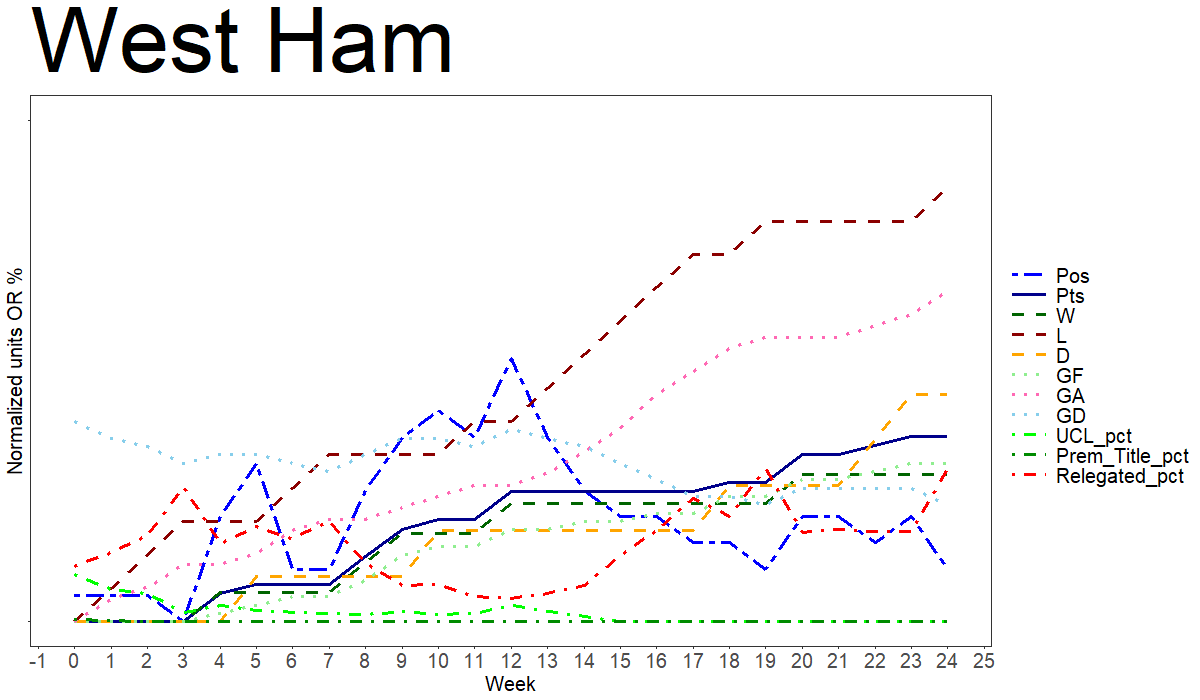 West Ham
Normalized units OR %
Pos
Pts
W
L
D
GF
GA
GD
UCL_pct
Prem_Title_pct
Relegated_pct
-1 0 1 2 3 4 5 6 7 8 9 10 11 12 13 14 15 16 17 18 19 20 21 22 23 24 25
Week